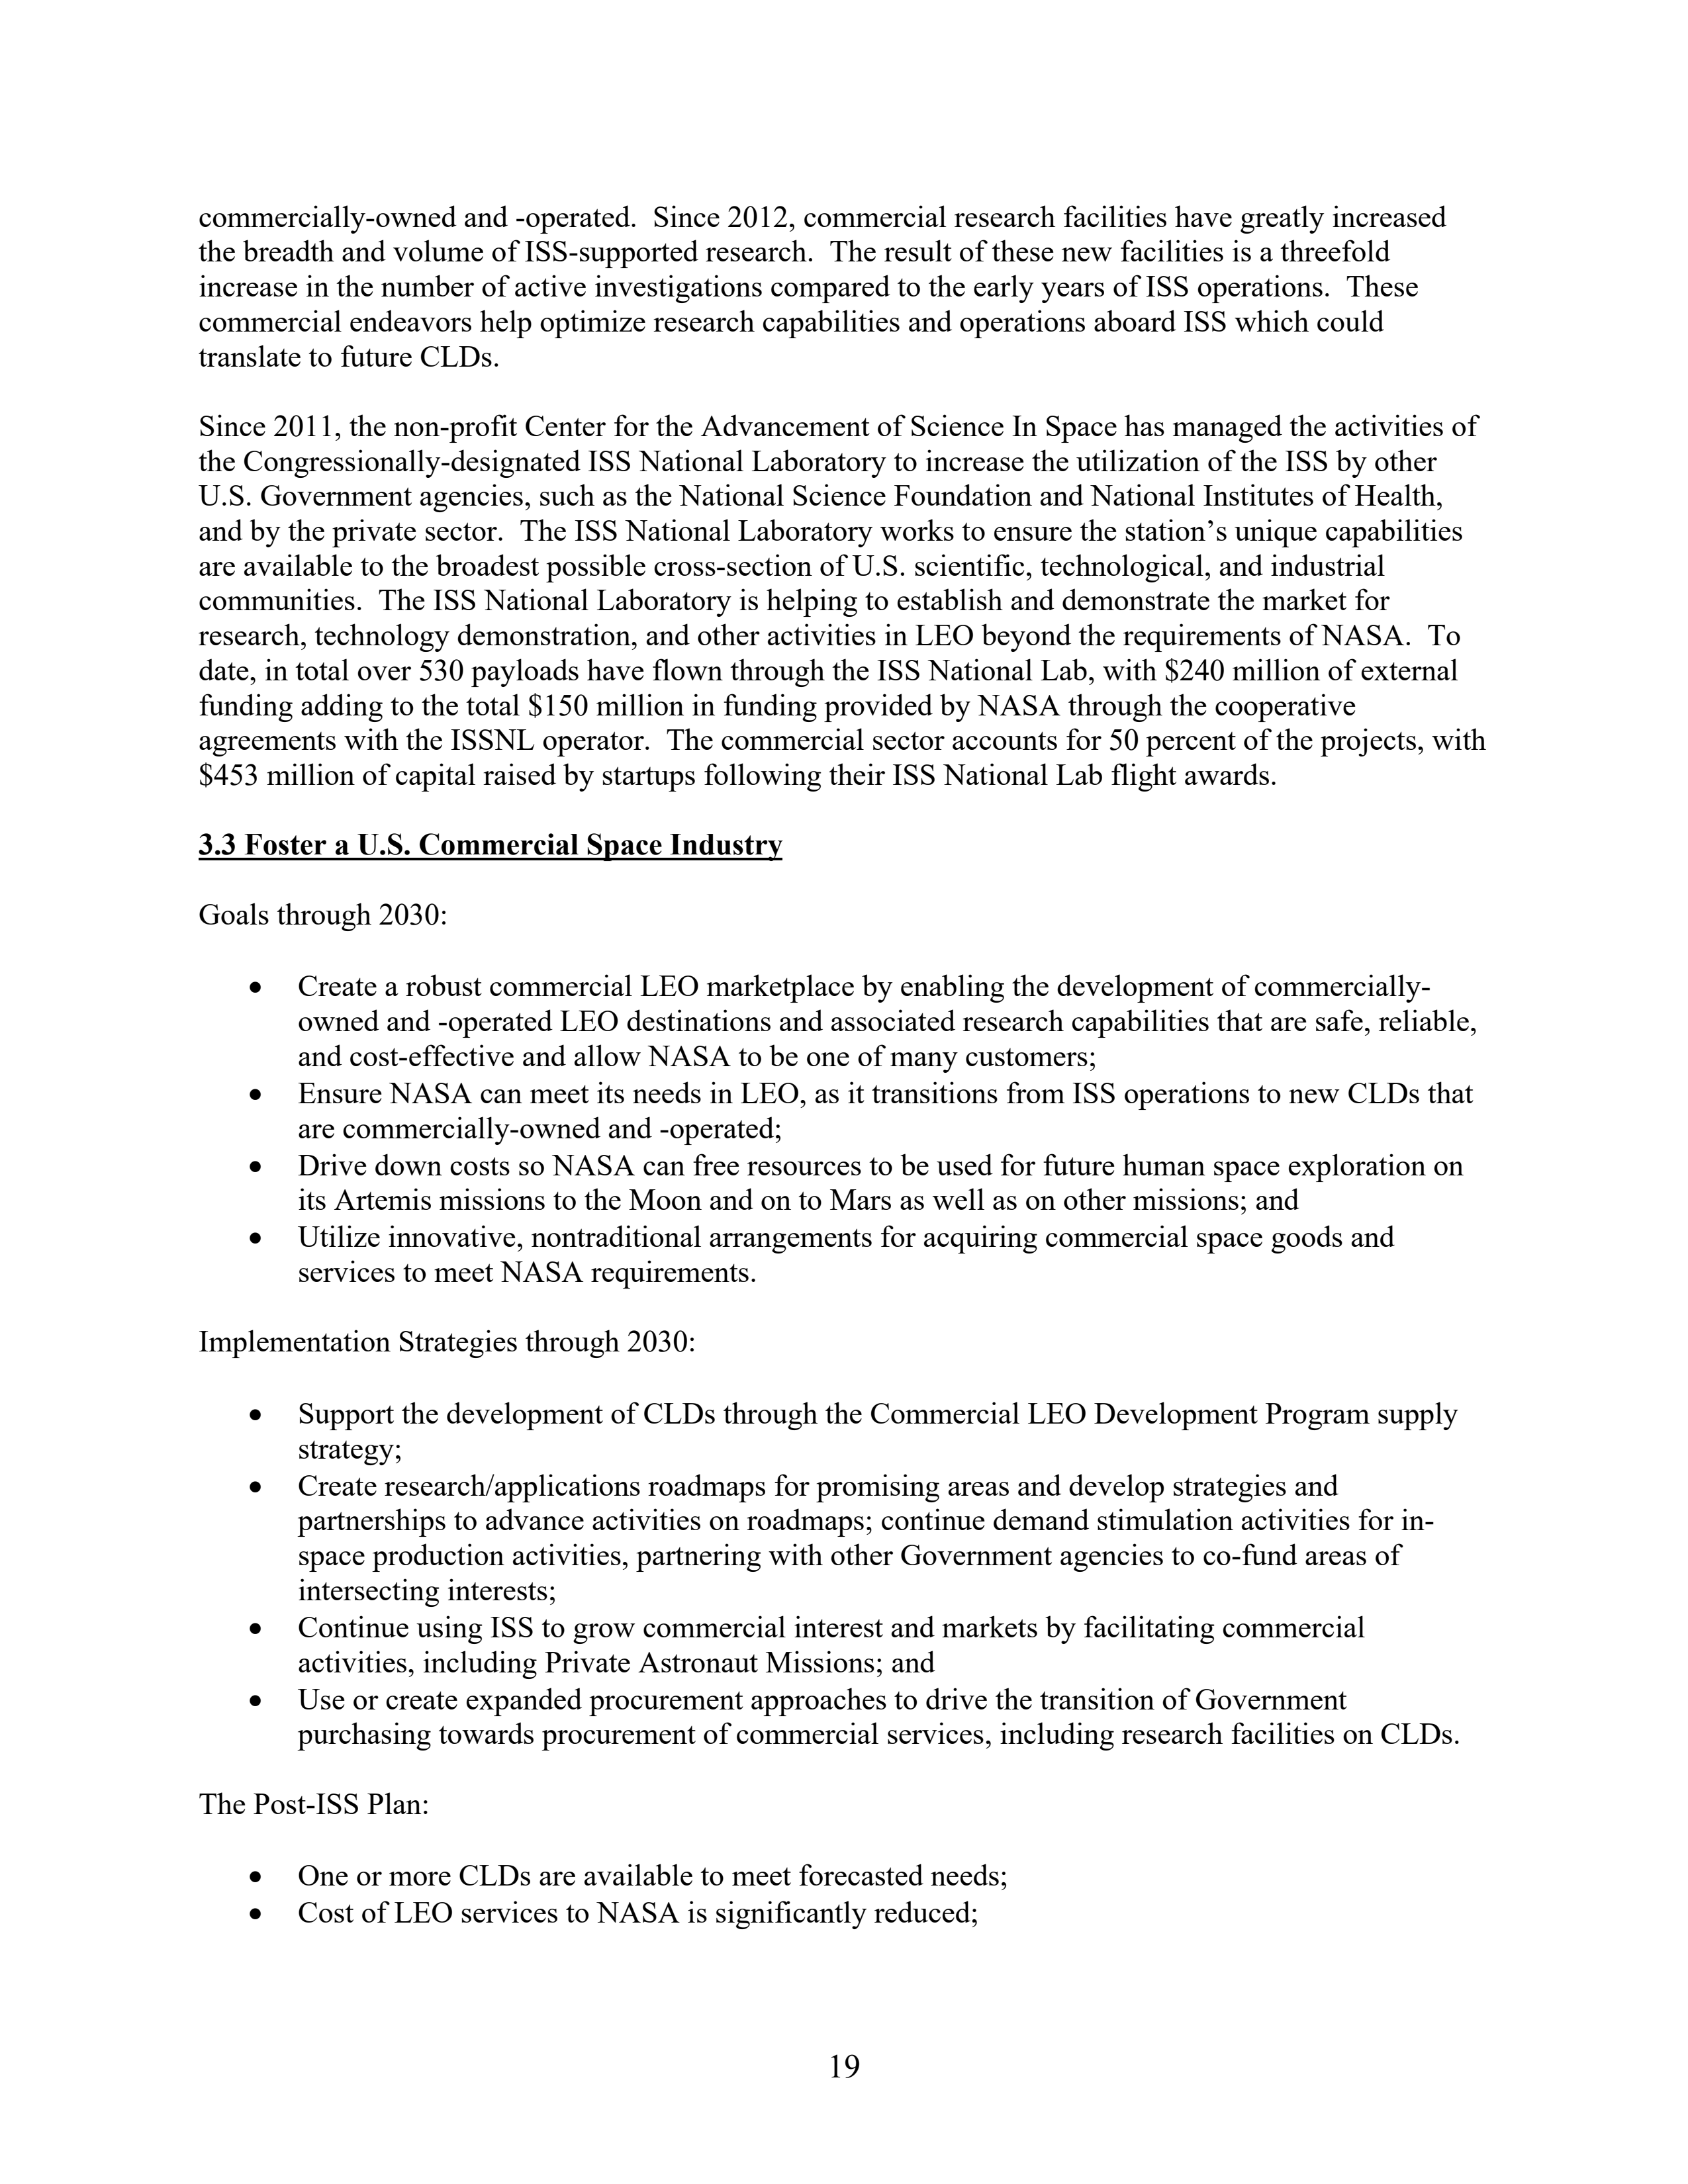 commercially-owned and -operated.  Since 2012, commercial research facilities have greatly increased
the breadth and volume of ISS-supported research.  The result of these new facilities is a threefold
increase in the number of active investigations compared to the early years of ISS operations.  These
commercial endeavors help optimize research capabilities and operations aboard ISS which could
translate to future CLDs.
Since 2011, the non-profit Center for the Advancement of Science In Space has managed the activities of
the Congressionally-designated ISS National Laboratory to increase the utilization of the ISS by other
U.S. Government agencies, such as the National Science Foundation and National Institutes of Health,
and by the private sector.  The ISS National Laboratory works to ensure the station’s unique capabilities
are available to the broadest possible cross-section of U.S. scientific, technological, and industrial
communities.  The ISS National Laboratory is helping to establish and demonstrate the market for
research, technology demonstration, and other activities in LEO beyond the requirements of NASA.  To
date, in total over 530 payloads have flown through the ISS National Lab, with $240 million of external
funding adding to the total $150 million in funding provided by NASA through the cooperative
agreements with the ISSNL operator.  The commercial sector accounts for 50 percent of the projects, with
$453 million of capital raised by startups following their ISS National Lab flight awards.
3.3 Foster a U.S. Commercial Space Industry
Goals through 2030:
• Create a robust commercial LEO marketplace by enabling the development of commercially-
owned and -operated LEO destinations and associated research capabilities that are safe, reliable,
and cost-effective and allow NASA to be one of many customers;
• Ensure NASA can meet its needs in LEO, as it transitions from ISS operations to new CLDs that
are commercially-owned and -operated;
• Drive down costs so NASA can free resources to be used for future human space exploration on
its Artemis missions to the Moon and on to Mars as well as on other missions; and
• Utilize innovative, nontraditional arrangements for acquiring commercial space goods and
services to meet NASA requirements.
Implementation Strategies through 2030:
• Support the development of CLDs through the Commercial LEO Development Program supply
strategy;
• Create research/applications roadmaps for promising areas and develop strategies and
partnerships to advance activities on roadmaps; continue demand stimulation activities for in-
space production activities, partnering with other Government agencies to co-fund areas of
intersecting interests;
• Continue using ISS to grow commercial interest and markets by facilitating commercial
activities, including Private Astronaut Missions; and
• Use or create expanded procurement approaches to drive the transition of Government
purchasing towards procurement of commercial services, including research facilities on CLDs.
The Post-ISS Plan:
• One or more CLDs are available to meet forecasted needs;
• Cost of LEO services to NASA is significantly reduced;
19